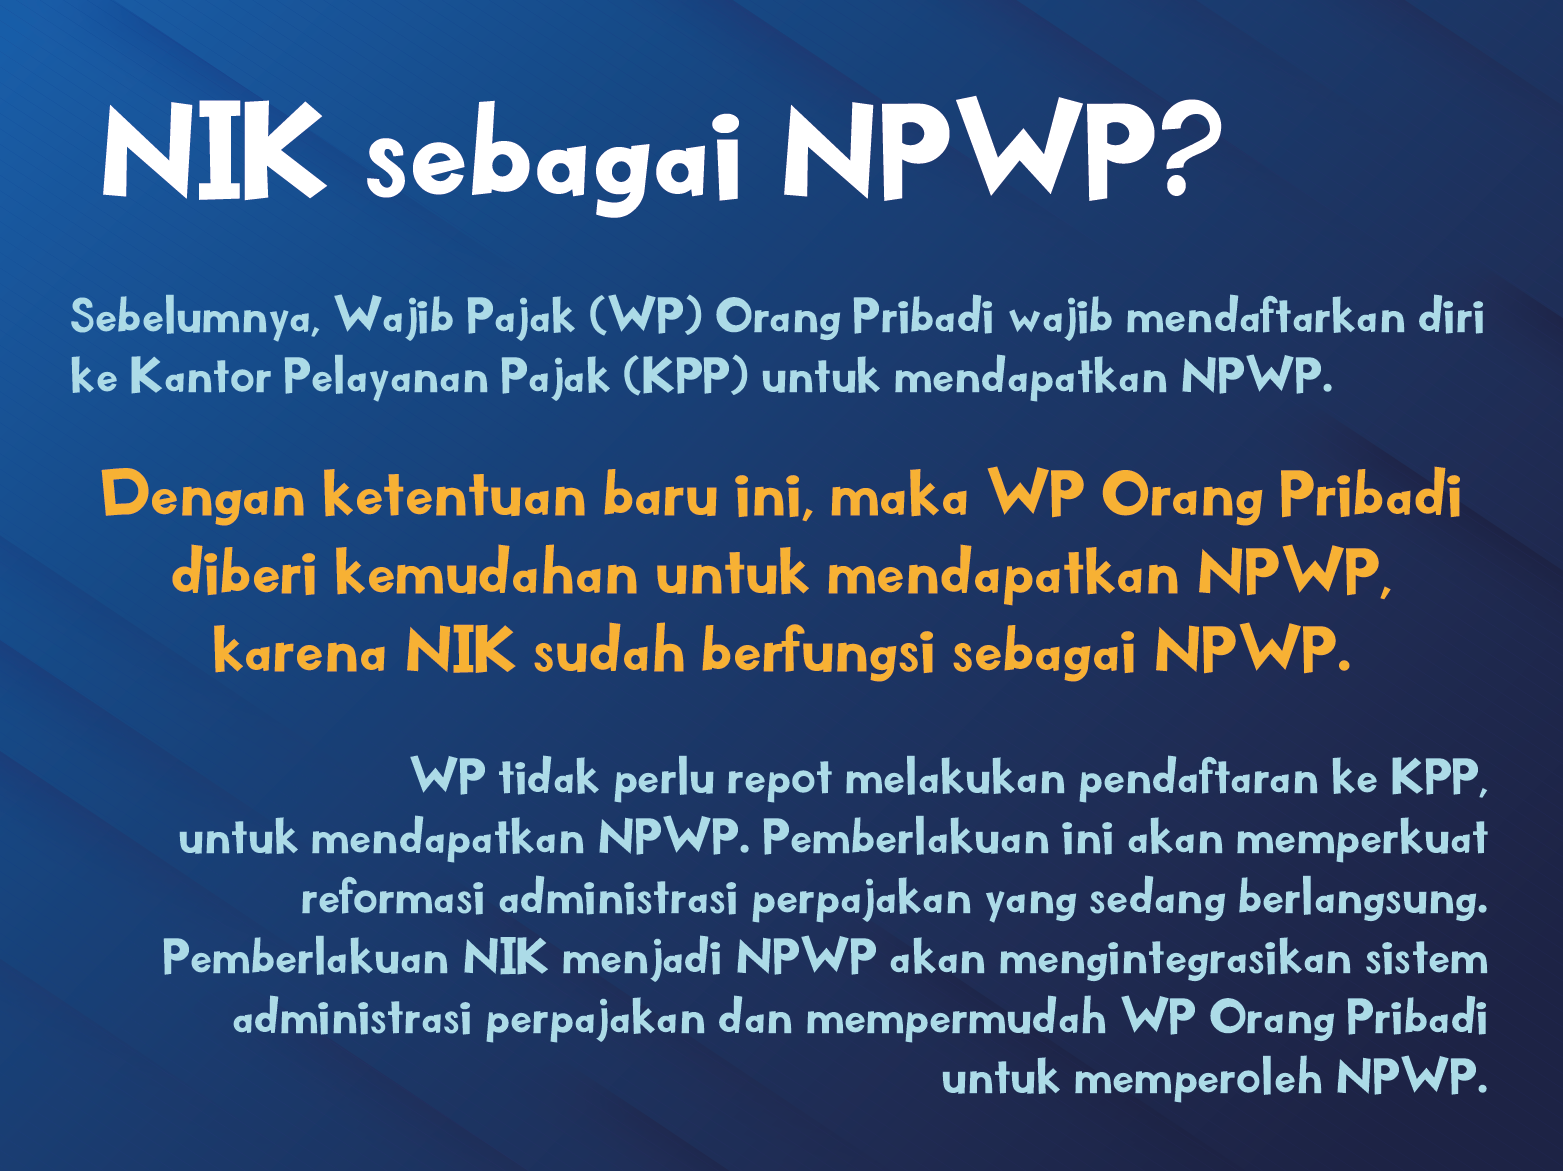 NIK sebagai NPWP?
Sebelumnya, Wajib Pajak (WP) Orang Pribadi wajib mendaftarkan diri
ke Kantor Pelayanan Pajak (KPP) untuk mendapatkan NPWP.
Dengan ketentuan baru ini, maka WP Orang Pribadi
diberi kemudahan untuk mendapatkan NPWP,
karena NIK sudah berfungsi sebagai NPWP.
WP tidak perlu repot melakukan pendaftaran ke KPP,
untuk mendapatkan NPWP. Pemberlakuan ini akan memperkuat
reformasi administrasi perpajakan yang sedang berlangsung.
Pemberlakuan NIK menjadi NPWP akan mengintegrasikan sistem
administrasi perpajakan dan mempermudah WP Orang Pribadi
untuk memperoleh NPWP.